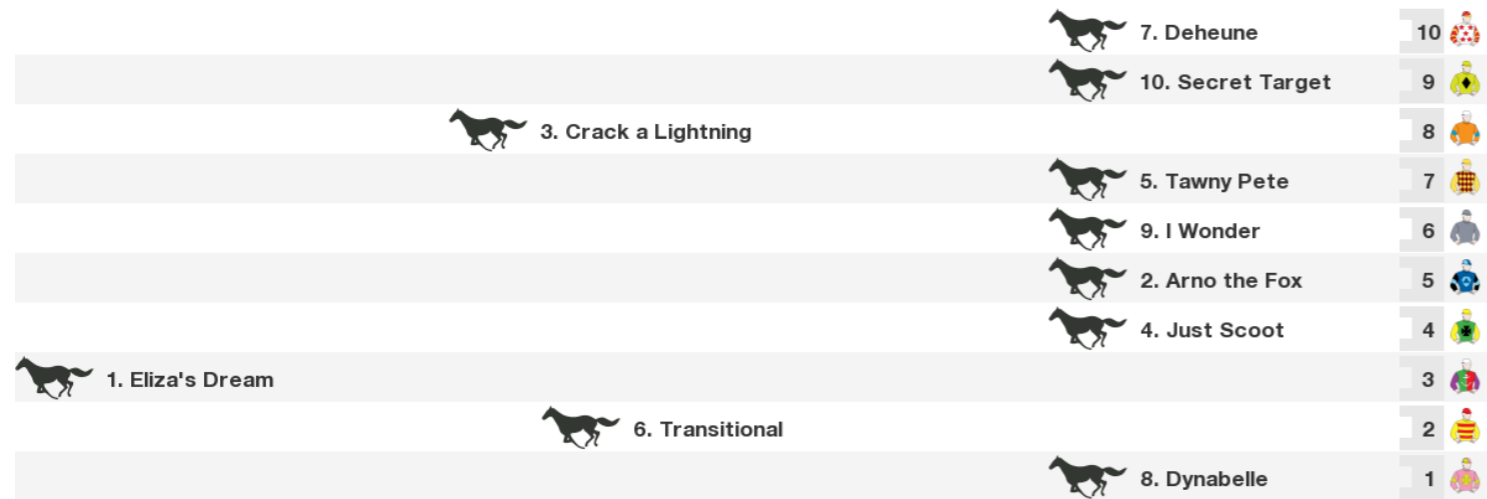 7. Deheune 10
10. Secret Target 9
3. Crack a Lightning 8
5. Tawny Pete 7
9. I Wonder 6
2. Arno the Fox 5
4. Just Scoot 4
1. Eliza's Dream 3
6. Transitional 2
8. Dynabelle 1